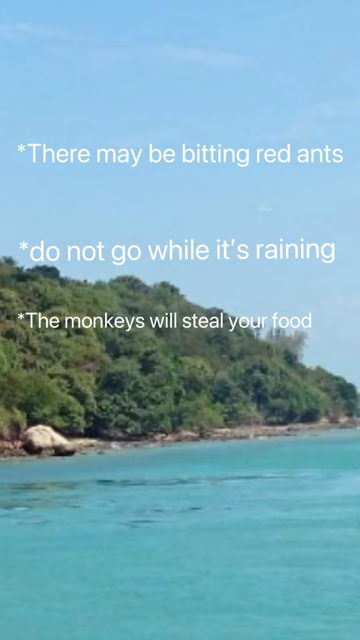 *There may be bitting red ants
*do not go while it’s raining
*The monkeys will steal your food